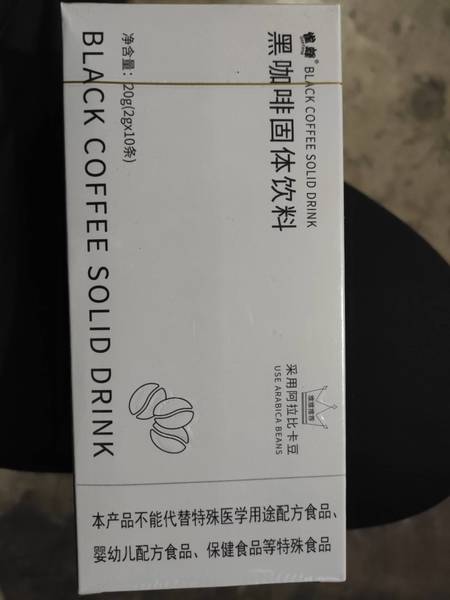 黑咖啡固体饮料
BLACK COFFEE SOLID DRINK
采用阿拉比卡豆
USE ARABICA BEANS
净含量：20g(2gx10条)
BLACK COFFEE SOLID DRINK
本产品不能代替特殊医学用途配方食品、
婴幼儿配方食品、保健食品等特殊食品